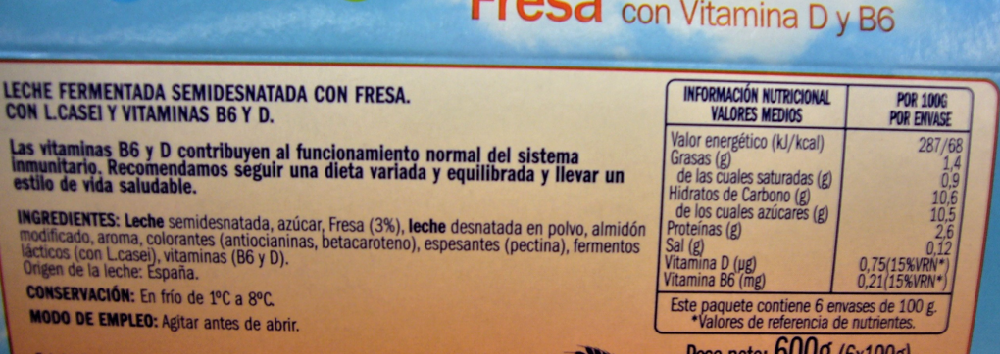 Fresa con Vitamina D y B6
LECHE FERMENTADA SEMIDESNATADA CON FRESA.
CON L.CASEI Y VITAMINAS B6 Y D.
Las vitaminas B6 y D contribuyen al funcionamiento normal del sistema
inmunitario. Recomendamos seguir una dieta variada y equilibrada y llevar un
estilo de vida saludable.
INGREDIENTES: Leche semidesnatada, azúcar, Fresa (3%), leche desnatada en polvo, almidón
modificado, aroma, colorantes (antiocianinas, betacaroteno), espesantes (pectina), fermentos
lácticos (con L.casei), vitaminas (B6 y D).
Origen de la leche: España.
CONSERVACIÓN: En frío de 1ºC a 8ºC.
MODO DE EMPLEO: Agitar antes de abrir.
INFORMACIÓN NUTRICIONAL POR 100G
VALORES MEDIOS POR ENVASE
Valor energético (kJ/kcal) 287/68
Grasas (g) 1,4
de las cuales saturadas (g) 0,9
Hidratos de Carbono (g) 10,6
de los cuales azúcares (g) 10,5
Proteínas (g) 2,6
Sal (g) 0,12
Vitamina D (µg) 0,75(15%VRN*)
Vitamina B6 (mg) 0,21(15%VRN*)
Este paquete contiene 6 envases de 100 g.
*Valores de referencia de nutrientes.
Peso neto: 600g (6x100g)